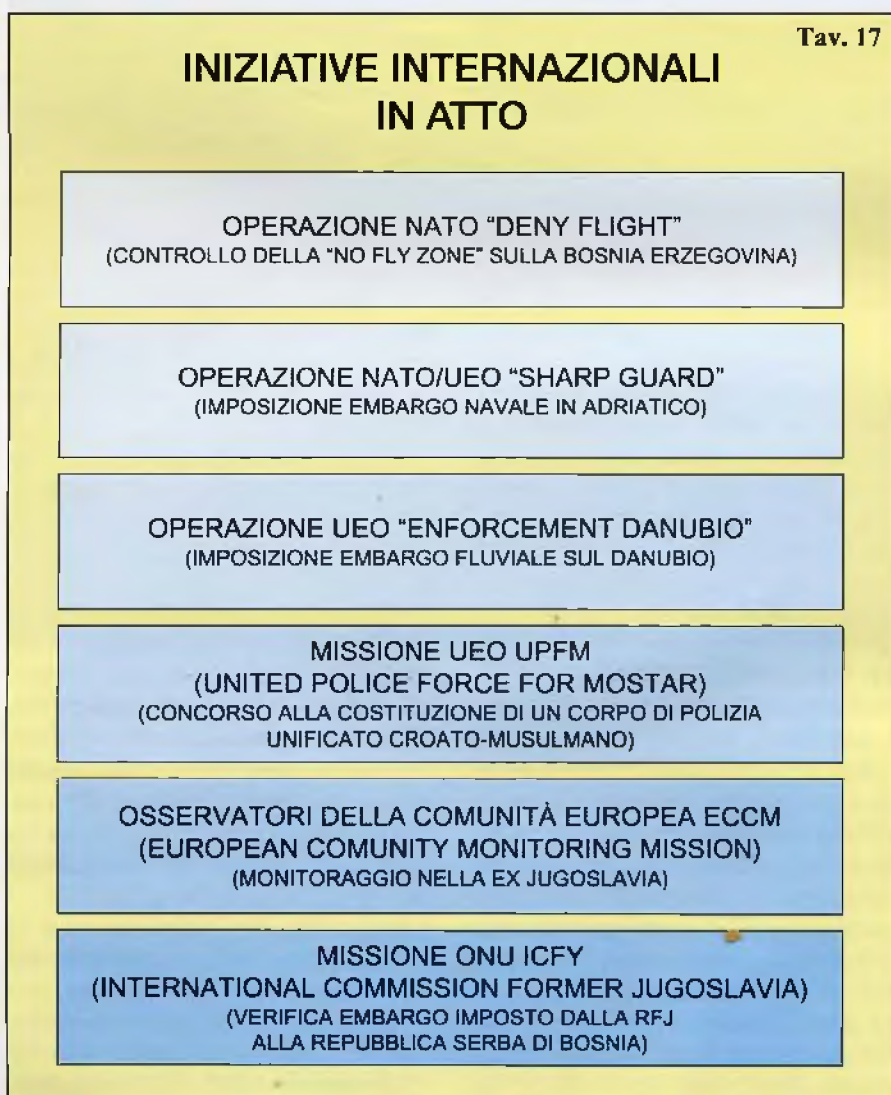 Tav. 17
INIZIATIVE INTERNAZIONALI
IN ATTO
OPERAZIONE NATO "DENY FLIGHT"
(CONTROLLO DELLA "NO FLY ZONE" SULLA BOSNIA ERZEGOVINA)
OPERAZIONE NATO/UEO "SHARP GUARD"
(IMPOSIZIONE EMBARGO NAVALE IN ADRIATICO)
OPERAZIONE UEO "ENFORCEMENT DANUBIO"
(IMPOSIZIONE EMBARGO FLUVIALE SUL DANUBIO)
MISSIONE UEO UPFM
(UNITED POLICE FORCE FOR MOSTAR)
(CONCORSO ALLA COSTITUZIONE DI UN CORPO DI POLIZIA
UNIFICATO CROATO-MUSULMANO)
OSSERVATORI DELLA COMUNITÀ EUROPEA ECCM
(EUROPEAN COMUNITY MONITORING MISSION)
(MONITORAGGIO NELLA EX JUGOSLAVIA)
MISSIONE ONU ICFY
(INTERNATIONAL COMMISSION FORMER JUGOSLAVIA)
(VERIFICA EMBARGO IMPOSTO DALLA RFJ
ALLA REPUBBLICA SERBA DI BOSNIA)